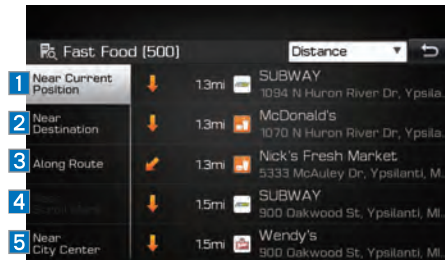 Fast Food (500)
Distance
1
Near Current
Position
1.3mi
SUBWAY
1094 N Huron River Dr, Ypsila.
2
Near
Destination
1.3mi
McDonald's
1070 N Huron River Dr, Ypsila.
3
Along Route
1.3mi
Nick's Fresh Market
5333 McAuley Dr, Ypsilanti, M.
4
1.5mi
SUBWAY
900 Oakwood St, Ypsilanti, MI.
5
Near
City Center
1.5mi
Wendy's
900 Oakwood St, Ypsilanti, MI.